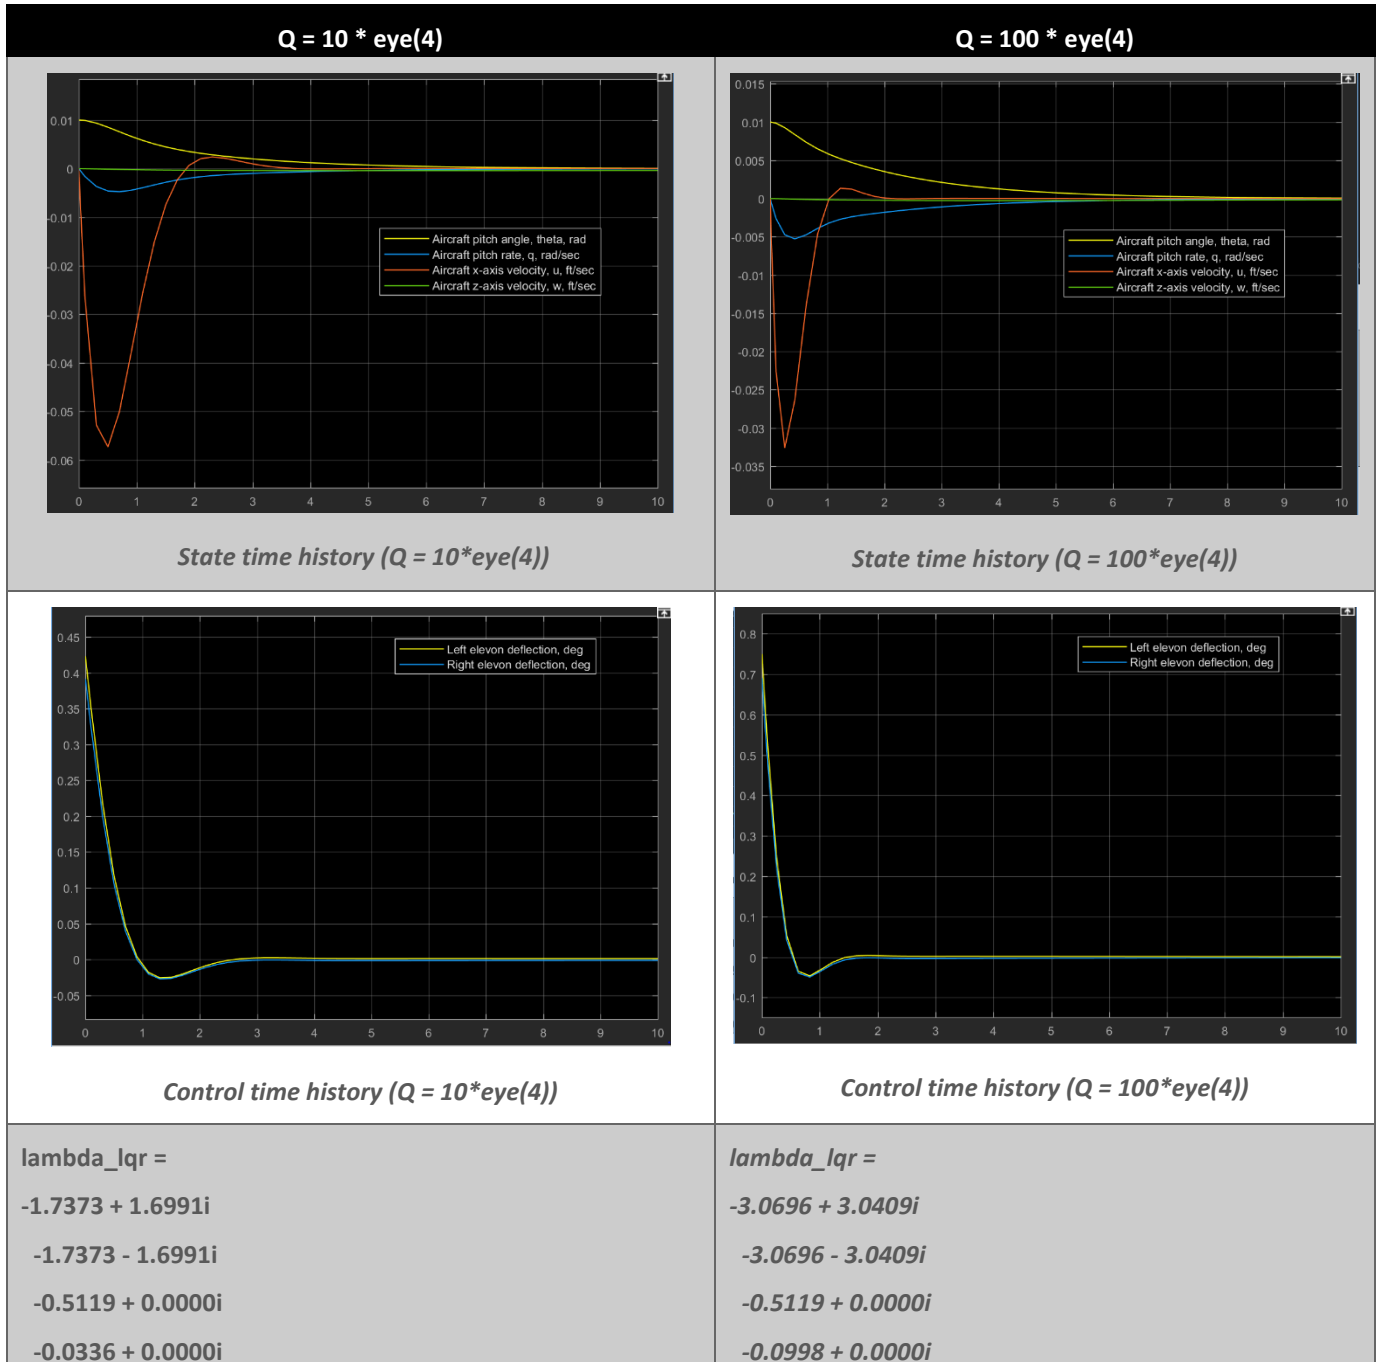 Q = 10 * eye(4)
Q = 100 * eye(4)
0.01
0
-0.01
-0.02
-0.03
-0.04
-0.05
-0.06
0 1 2 3 4 5 6 7 8 9 10
Aircraft pitch angle, theta, rad
Aircraft pitch rate, q, rad/sec
Aircraft x-axis velocity, u, ft/sec
Aircraft z-axis velocity, w, ft/sec
State time history (Q = 10*eye(4))
0.015
0.01
0.005
0
-0.005
-0.01
-0.015
-0.02
-0.025
-0.03
-0.035
0 1 2 3 4 5 6 7 8 9 10
Aircraft pitch angle, theta, rad
Aircraft pitch rate, q, rad/sec
Aircraft x-axis velocity, u, ft/sec
Aircraft z-axis velocity, w, ft/sec
State time history (Q = 100*eye(4))
0.45
0.4
0.35
0.3
0.25
0.2
0.15
0.1
0.05
0
-0.05
0 1 2 3 4 5 6 7 8 9 10
Left elevon deflection, deg
Right elevon deflection, deg
Control time history (Q = 10*eye(4))
0.8
0.7
0.6
0.5
0.4
0.3
0.2
0.1
0
-0.1
0 1 2 3 4 5 6 7 8 9 10
Left elevon deflection, deg
Right elevon deflection, deg
Control time history (Q = 100*eye(4))
lambda_lqr =
-1.7373 + 1.6991i
-1.7373 - 1.6991i
-0.5119 + 0.0000i
-0.0336 + 0.0000i
lambda_lqr =
-3.0696 + 3.0409i
-3.0696 - 3.0409i
-0.5119 + 0.0000i
-0.0998 + 0.0000i